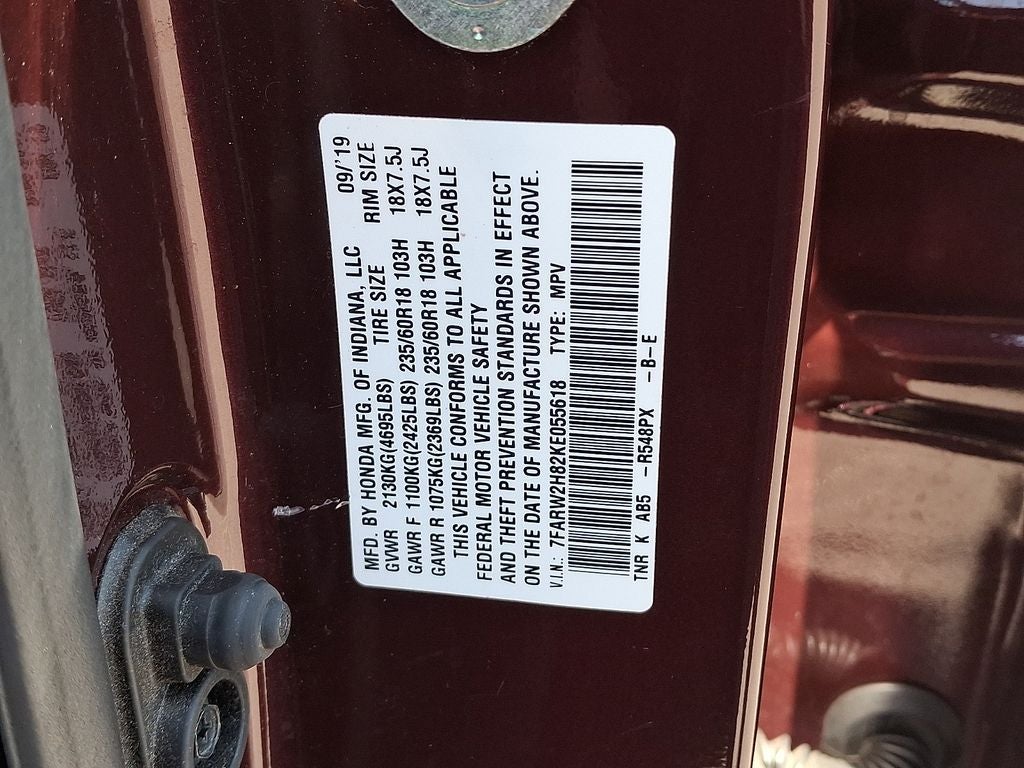 MFD. BY HONDA MFG. OF INDIANA, LLC 09/'19
GVWR 2130KG(4695LBS) TIRE SIZE RIM SIZE
GAWR F 1100KG(2425LBS) 235/60R18 103H 18X7.5J
GAWR R 1075KG(2369LBS) 235/60R18 103H 18X7.5J
THIS VEHICLE CONFORMS TO ALL APPLICABLE
FEDERAL MOTOR VEHICLE SAFETY
AND THEFT PREVENTION STANDARDS IN EFFECT
ON THE DATE OF MANUFACTURE SHOWN ABOVE.
V.I.N.: 7FARW2H82KE055618 TYPE: MPV
TNR K AB5 -R548PX -B-E